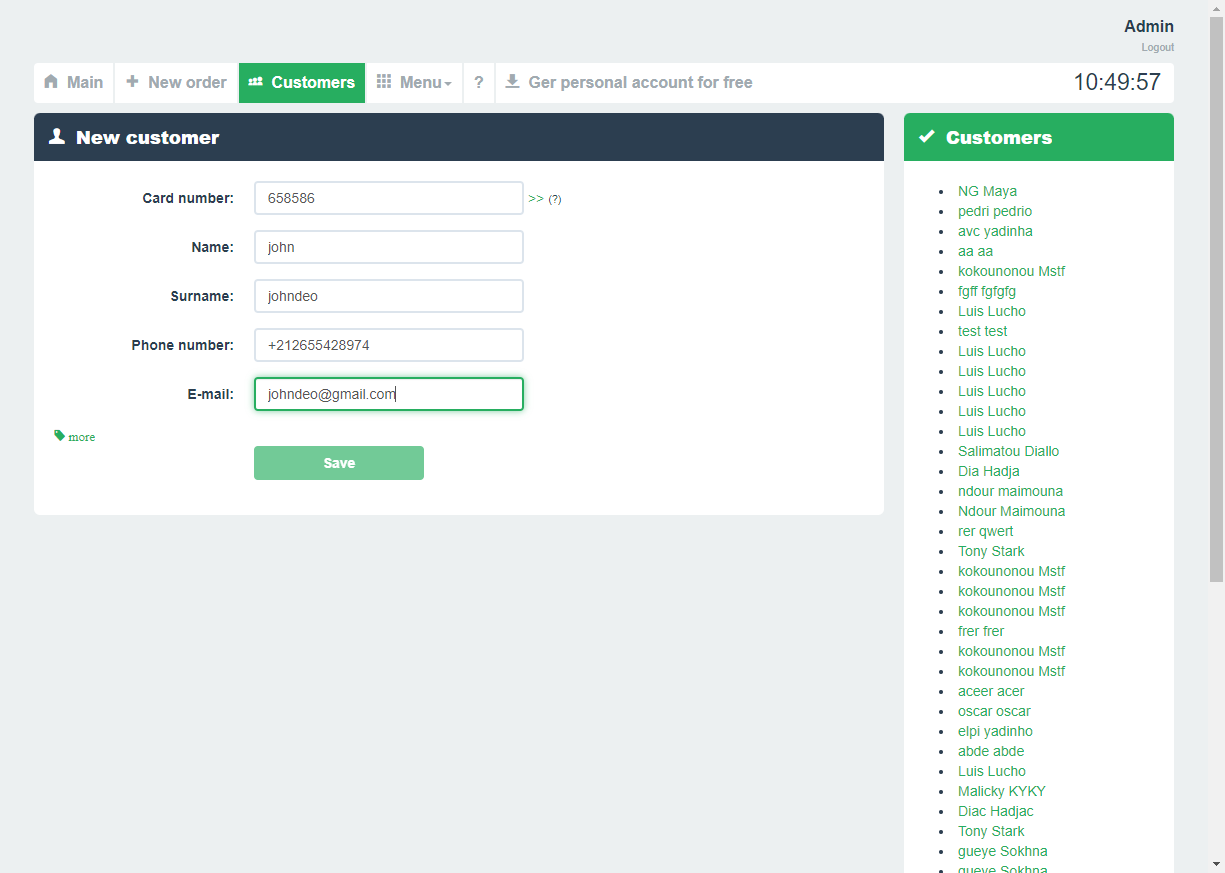 Admin
Logout
Main
New order
Customers
Menu
?
Ger personal account for free
10:49:57
New customer
Card number:
658586
>> (?)
Name:
john
Surname:
johndeo
Phone number:
+212655428974
E-mail:
johndeo@gmail.com
more
Save
Customers
NG Maya
pedri pedrio
avc yadinha
aa aa
kokounonou Mstf
fgff fgfgfg
Luis Lucho
test test
Luis Lucho
Luis Lucho
Luis Lucho
Luis Lucho
Luis Lucho
Salimatou Diallo
Dia Hadja
ndour maimouna
Ndour Maimouna
rer qwert
Tony Stark
kokounonou Mstf
kokounonou Mstf
kokounonou Mstf
frer frer
kokounonou Mstf
kokounonou Mstf
aceer acer
oscar oscar
elpi yadinho
abde abde
Luis Lucho
Malicky KYKY
Diac Hadjac
Tony Stark
gueye Sokhna
gueye Sokhna